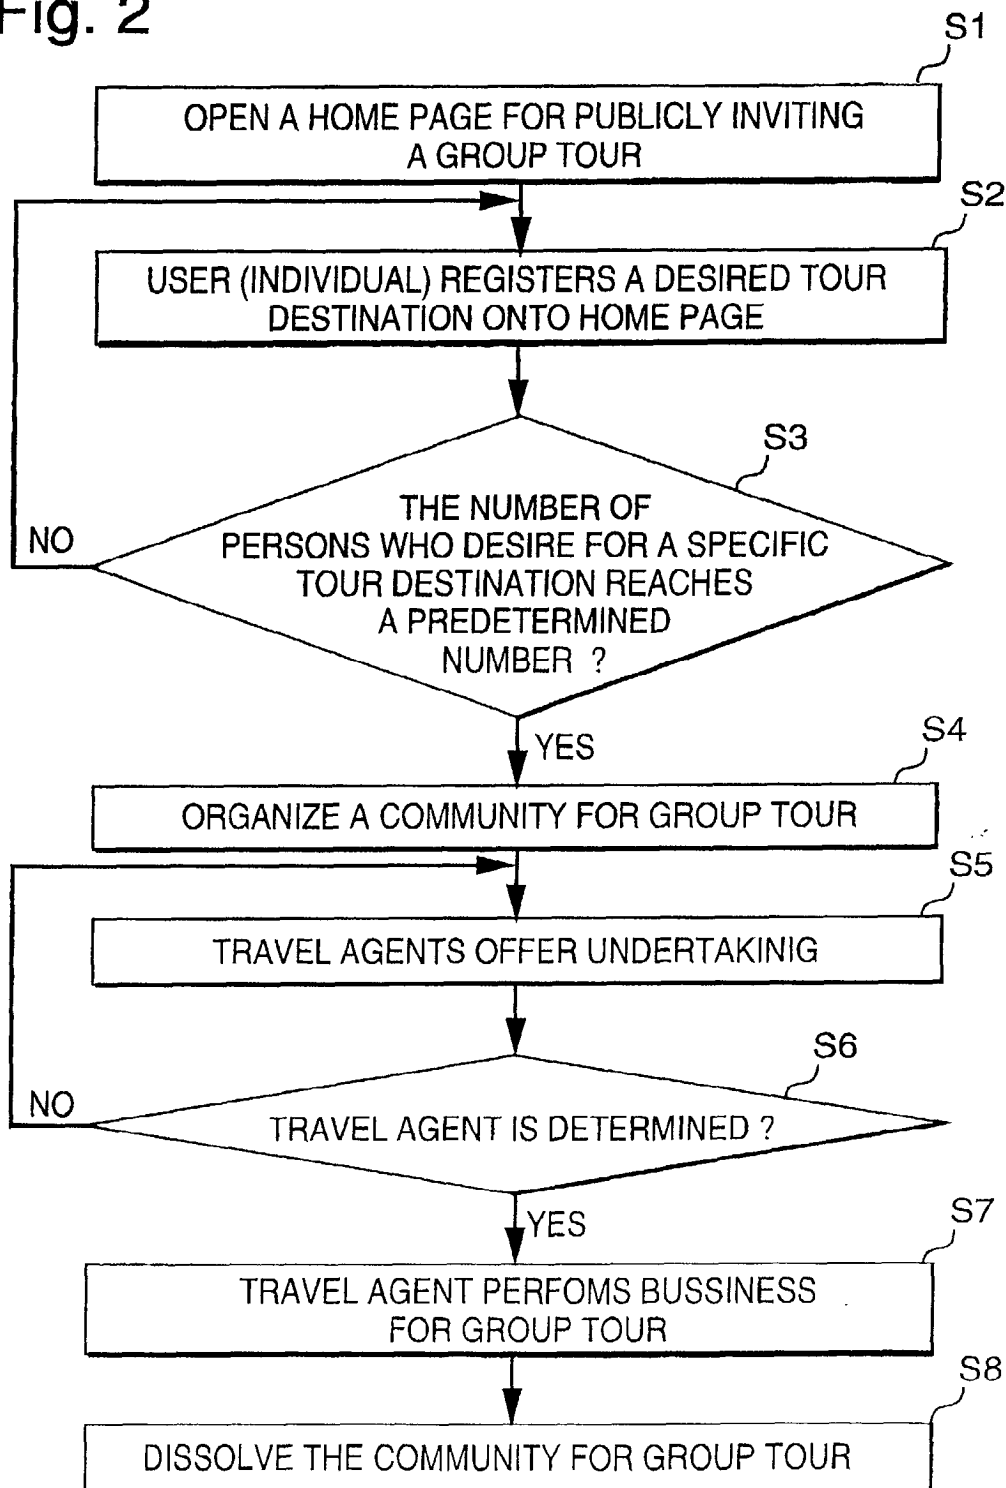 Fig. 2
S1
OPEN A HOME PAGE FOR PUBLICLY INVITING
A GROUP TOUR
S2
USER (INDIVIDUAL) REGISTERS A DESIRED TOUR
DESTINATION ONTO HOME PAGE
S3
THE NUMBER OF
PERSONS WHO DESIRE FOR A SPECIFIC
TOUR DESTINATION REACHES
A PREDETERMINED
NUMBER ?
NO
YES
S4
ORGANIZE A COMMUNITY FOR GROUP TOUR
S5
TRAVEL AGENTS OFFER UNDERTAKINIG
S6
TRAVEL AGENT IS DETERMINED ?
NO
YES
S7
TRAVEL AGENT PERFOMS BUSSINESS
FOR GROUP TOUR
S8
DISSOLVE THE COMMUNITY FOR GROUP TOUR